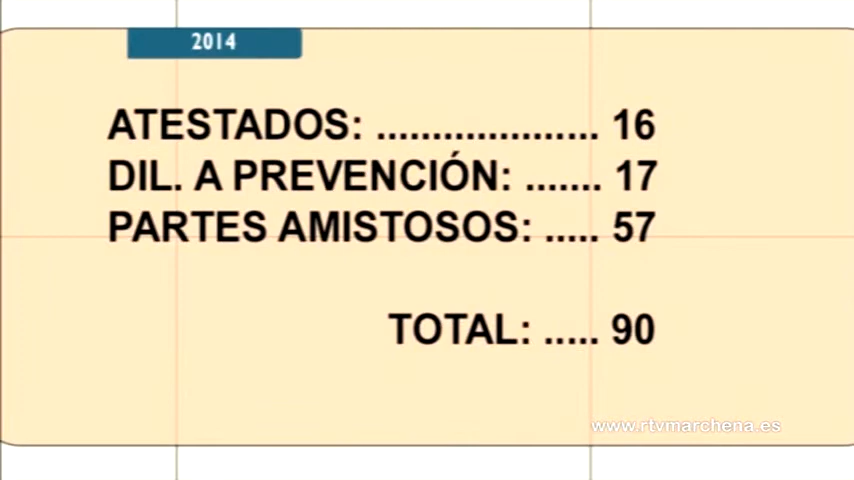 2014
ATESTADOS: .................... 16
DIL. A PREVENCIÓN: ....... 17
PARTES AMISTOSOS: ..... 57
TOTAL: ..... 90
www.rtvmarchena.es